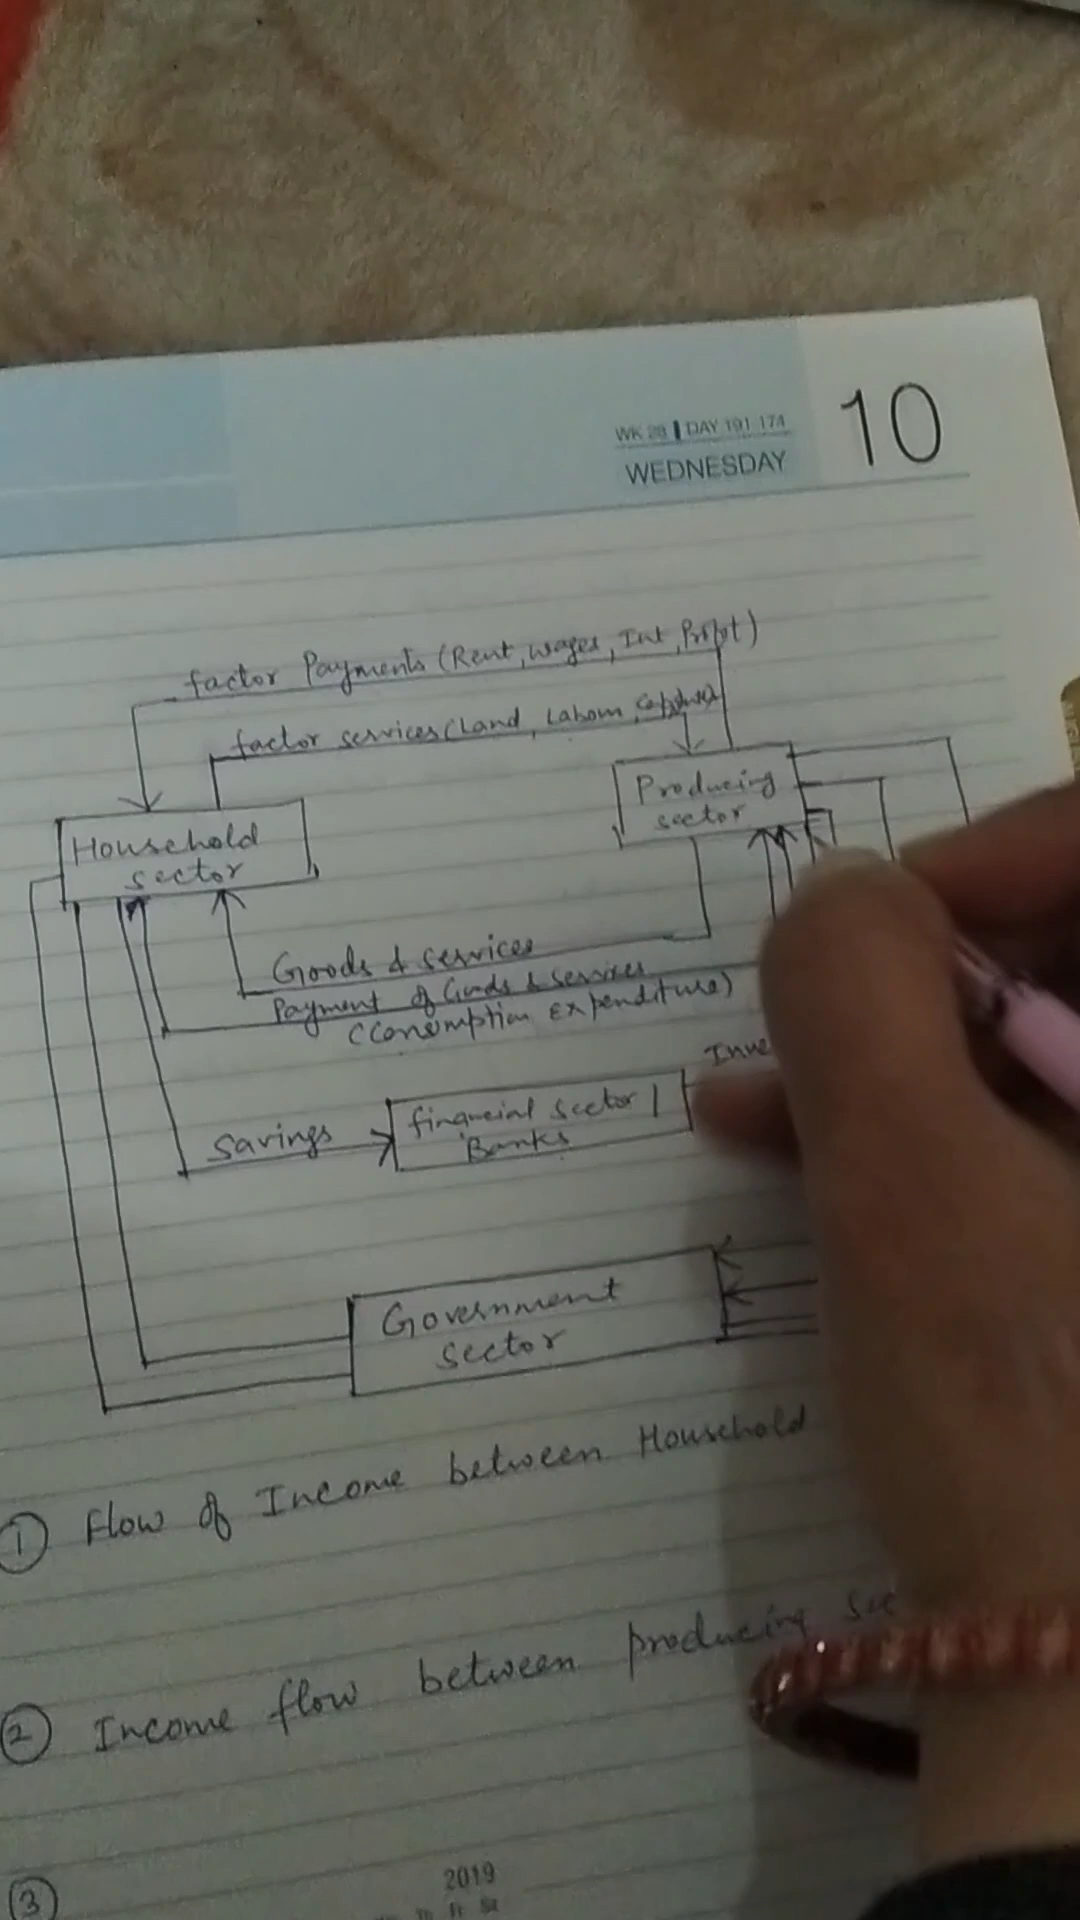 WK 28 DAY 191 174
WEDNESDAY
10
factor Payments (Rent, wages, Int, Profit)
factor services (Land, Labour,
Producing
sector
Household
sector
Goods & services
Payment of Goods & services
(Consmption Expenditure)
Inve
Savings
financial sector /
Banks
Government
sector
① Flow of Income between Household
② Income flow between producing sec
③
2019